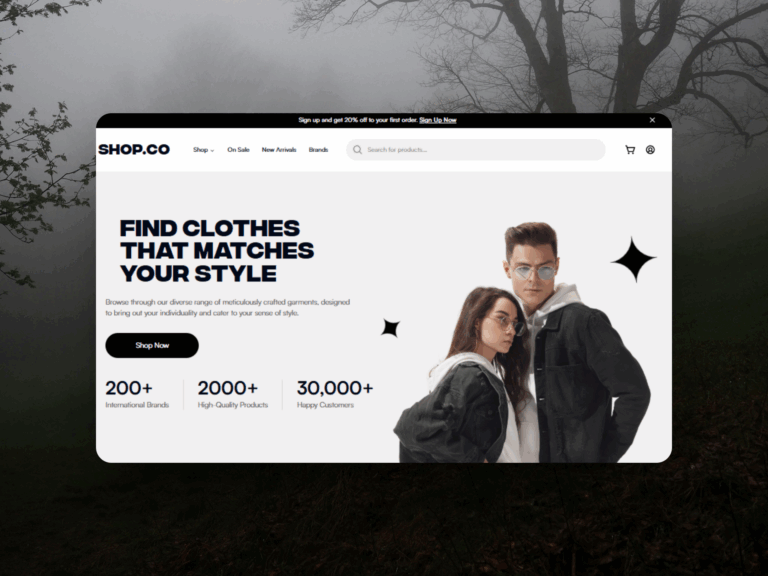 Sign up and get 20% off to your first order. Sign Up Now
SHOP.CO
Shop
On Sale
New Arrivals
Brands
Search for products...
FIND CLOTHES
THAT MATCHES
YOUR STYLE
Browse through our diverse range of meticulously crafted garments, designed
to bring out your individuality and cater to your sense of style.
Shop Now
200+
International Brands
2000+
High-Quality Products
30,000+
Happy Customers